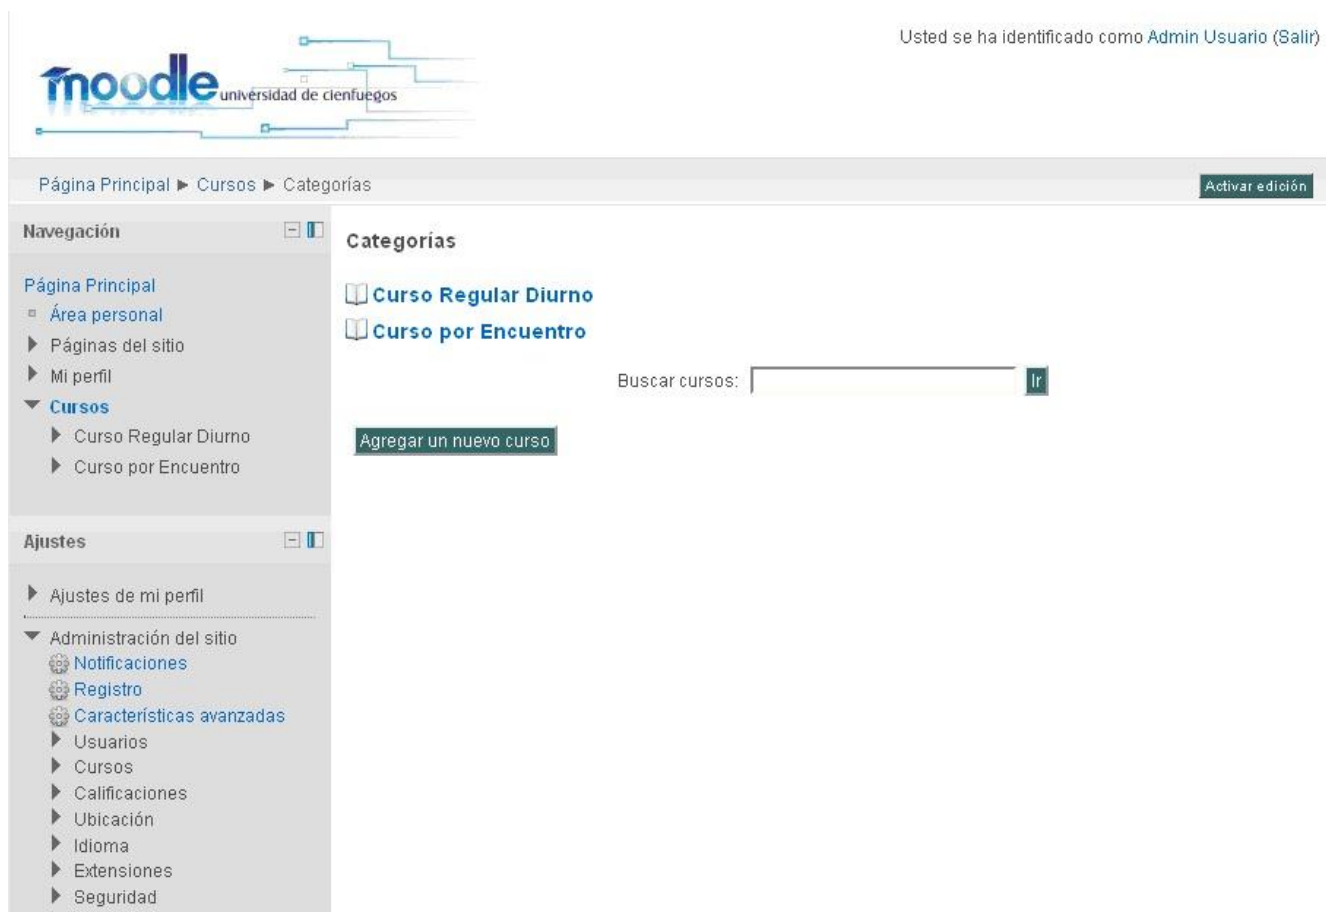 Usted se ha identificado como Admin Usuario (Salir)
moodle universidad de cienfuegos
Página Principal ► Cursos ► Categorías
Activar edición
Navegación
Página Principal
Área personal
Páginas del sitio
Mi perfil
Cursos
Curso Regular Diurno
Curso por Encuentro
Ajustes
Ajustes de mi perfil
Administración del sitio
Notificaciones
Registro
Características avanzadas
Usuarios
Cursos
Calificaciones
Ubicación
Idioma
Extensiones
Seguridad
Categorías
Curso Regular Diurno
Curso por Encuentro
Buscar cursos:
Ir
Agregar un nuevo curso